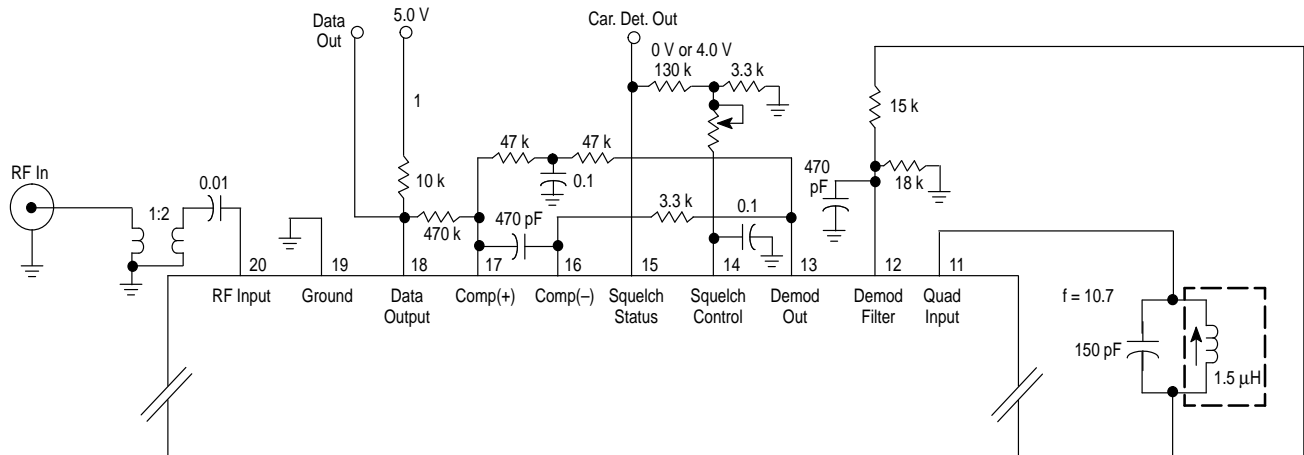 Data
Out
5.0 V
Car. Det. Out
0 V or 4.0 V
130 k
3.3 k
1
15 k
47 k
47 k
RF In
0.01
1:2
10 k
0.1
470
pF
18 k
470 k
470 pF
3.3 k
0.1
20
19
18
17
16
15
14
13
12
11
RF Input
Ground
Data
Output
Comp(+)
Comp(–)
Squelch
Status
Squelch
Control
Demod
Out
Demod
Filter
Quad
Input
f = 10.7
150 pF
1.5 µH